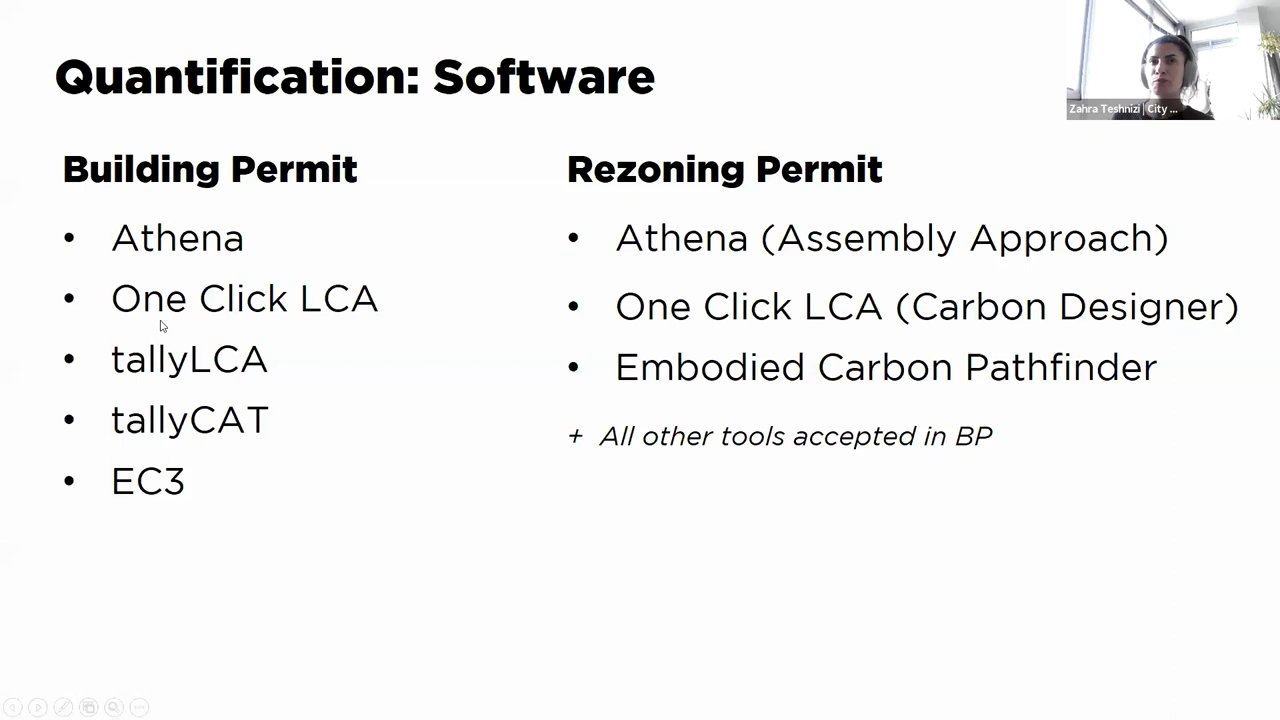 Quantification: Software
Zahra Teshnizi | City ...
Building Permit
• Athena
• One Click LCA
• tallyLCA
• tallyCAT
• EC3
Rezoning Permit
• Athena (Assembly Approach)
• One Click LCA (Carbon Designer)
• Embodied Carbon Pathfinder
+ All other tools accepted in BP